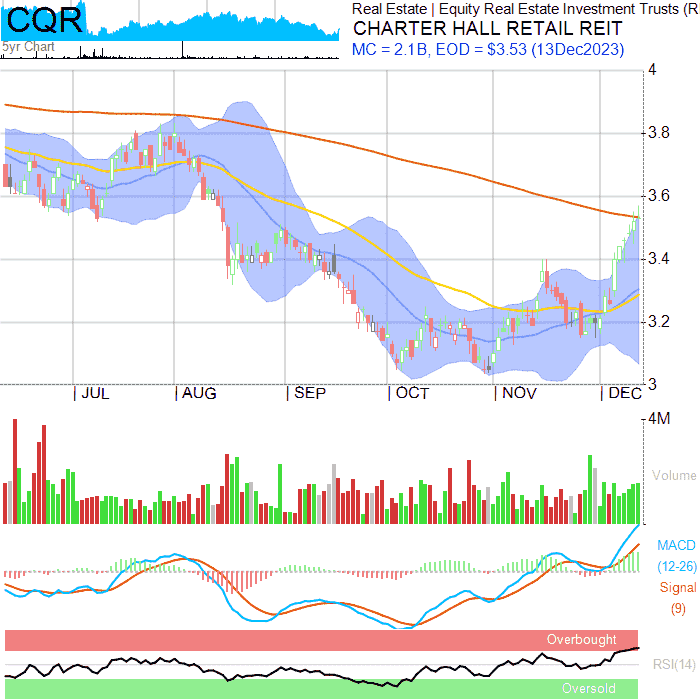 CQR
5yr Chart
Real Estate | Equity Real Estate Investment Trusts (R
CHARTER HALL RETAIL REIT
MC = 2.1B, EOD = $3.53 (13Dec2023)
4
3.8
3.6
3.4
3.2
3
JUL AUG SEP OCT NOV DEC
4M
Volume
MACD
(12-26)
Signal
(9)
Overbought
RSI(14)
Oversold